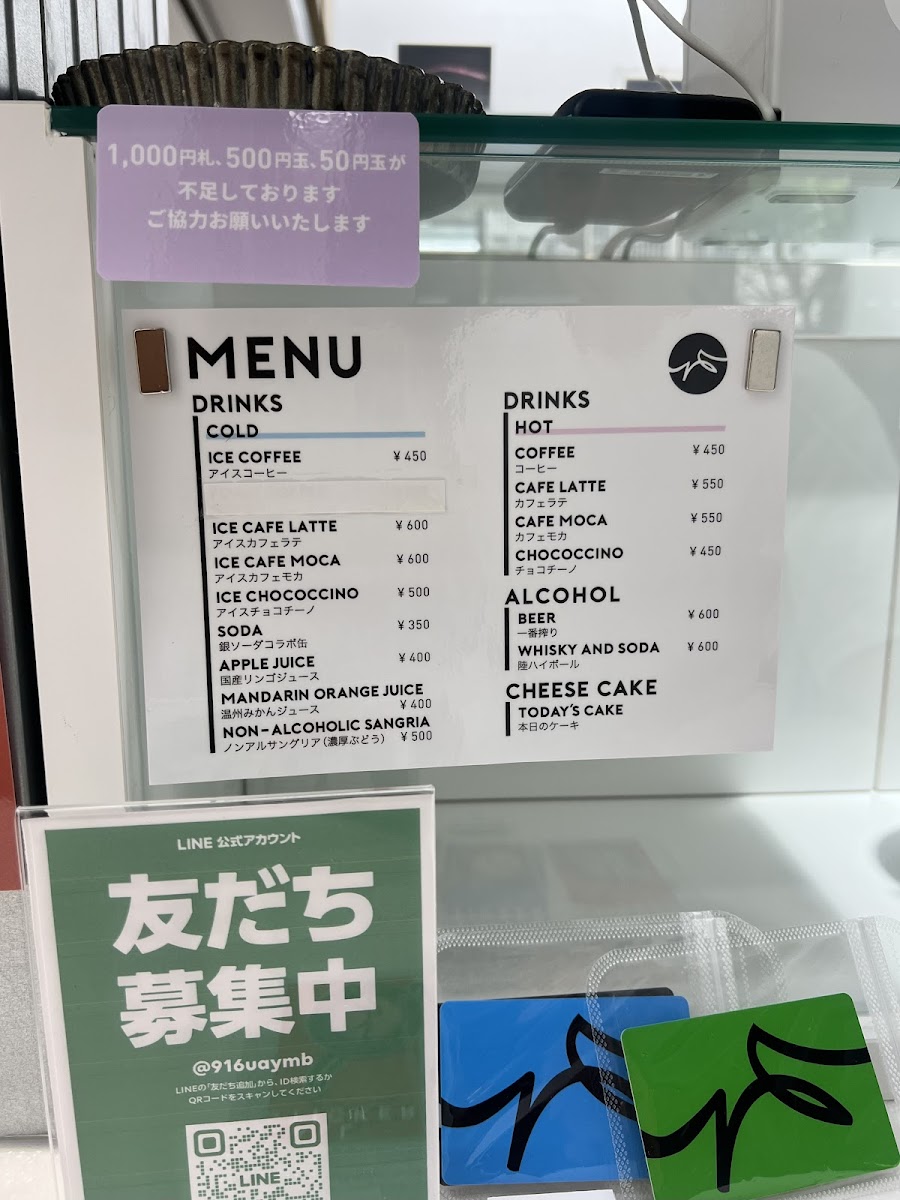 1,000円札、500円玉、50円玉が
不足しております
ご協力お願いいたします
MENU
DRINKS
COLD
ICE COFFEE ¥450
アイスコーヒー
ICE CAFE LATTE ¥600
アイスカフェラテ
ICE CAFE MOCA ¥600
アイスカフェモカ
ICE CHOCOCCINO ¥500
アイスチョコチーノ
SODA ¥350
銀ソーダコラボ缶
APPLE JUICE ¥400
国産リンゴジュース
MANDARIN ORANGE JUICE
温州みかんジュース ¥400
NON-ALCOHOLIC SANGRIA
ノンアルサングリア(濃厚ぶどう) ¥500
DRINKS
HOT
COFFEE ¥450
コーヒー
CAFE LATTE ¥550
カフェラテ
CAFE MOCA ¥550
カフェモカ
CHOCOCCINO ¥450
チョコチーノ
ALCOHOL
BEER ¥600
一番搾り
WHISKY AND SODA ¥600
陸ハイボール
CHEESE CAKE
TODAY'S CAKE
本日のケーキ
LINE 公式アカウント
友だち
募集中
@916uaymb
LINEの「友だち追加」から、ID検索するか
QRコードをスキャンしてください
LINE